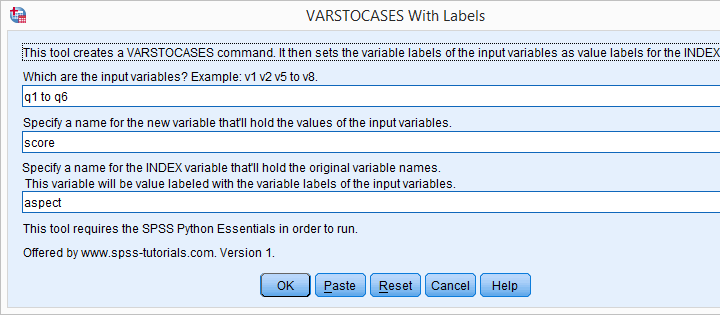 VARSTOCASES With Labels
This tool creates a VARSTOCASES command. It then sets the variable labels of the input variables as value labels for the INDEX
Which are the input variables? Example: v1 v2 v5 to v8.
q1 to q6
Specify a name for the new variable that'll hold the values of the input variables.
score
Specify a name for the INDEX variable that'll hold the original variable names.
This variable will be value labeled with the variable labels of the input variables.
aspect
This tool requires the SPSS Python Essentials in order to run.
Offered by www.spss-tutorials.com. Version 1.
OK Paste Reset Cancel Help